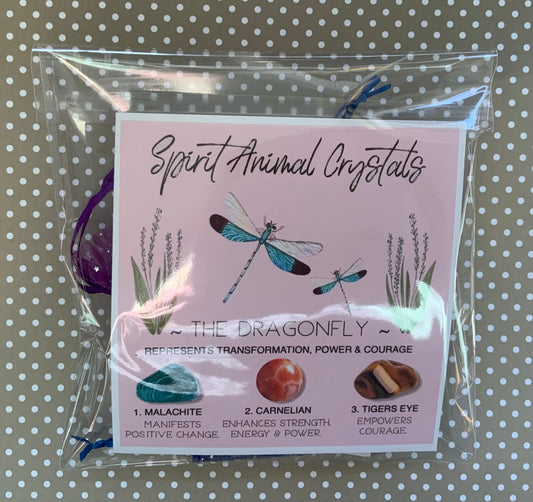 Spirit Animal Crystals
~ THE DRAGONFLY ~
REPRESENTS TRANSFORMATION, POWER & COURAGE
1. MALACHITE
MANIFESTS
POSITIVE CHANGE.
2. CARNELIAN
ENHANCES STRENGTH,
ENERGY & POWER.
3. TIGERS EYE
EMPOWERS
COURAGE.